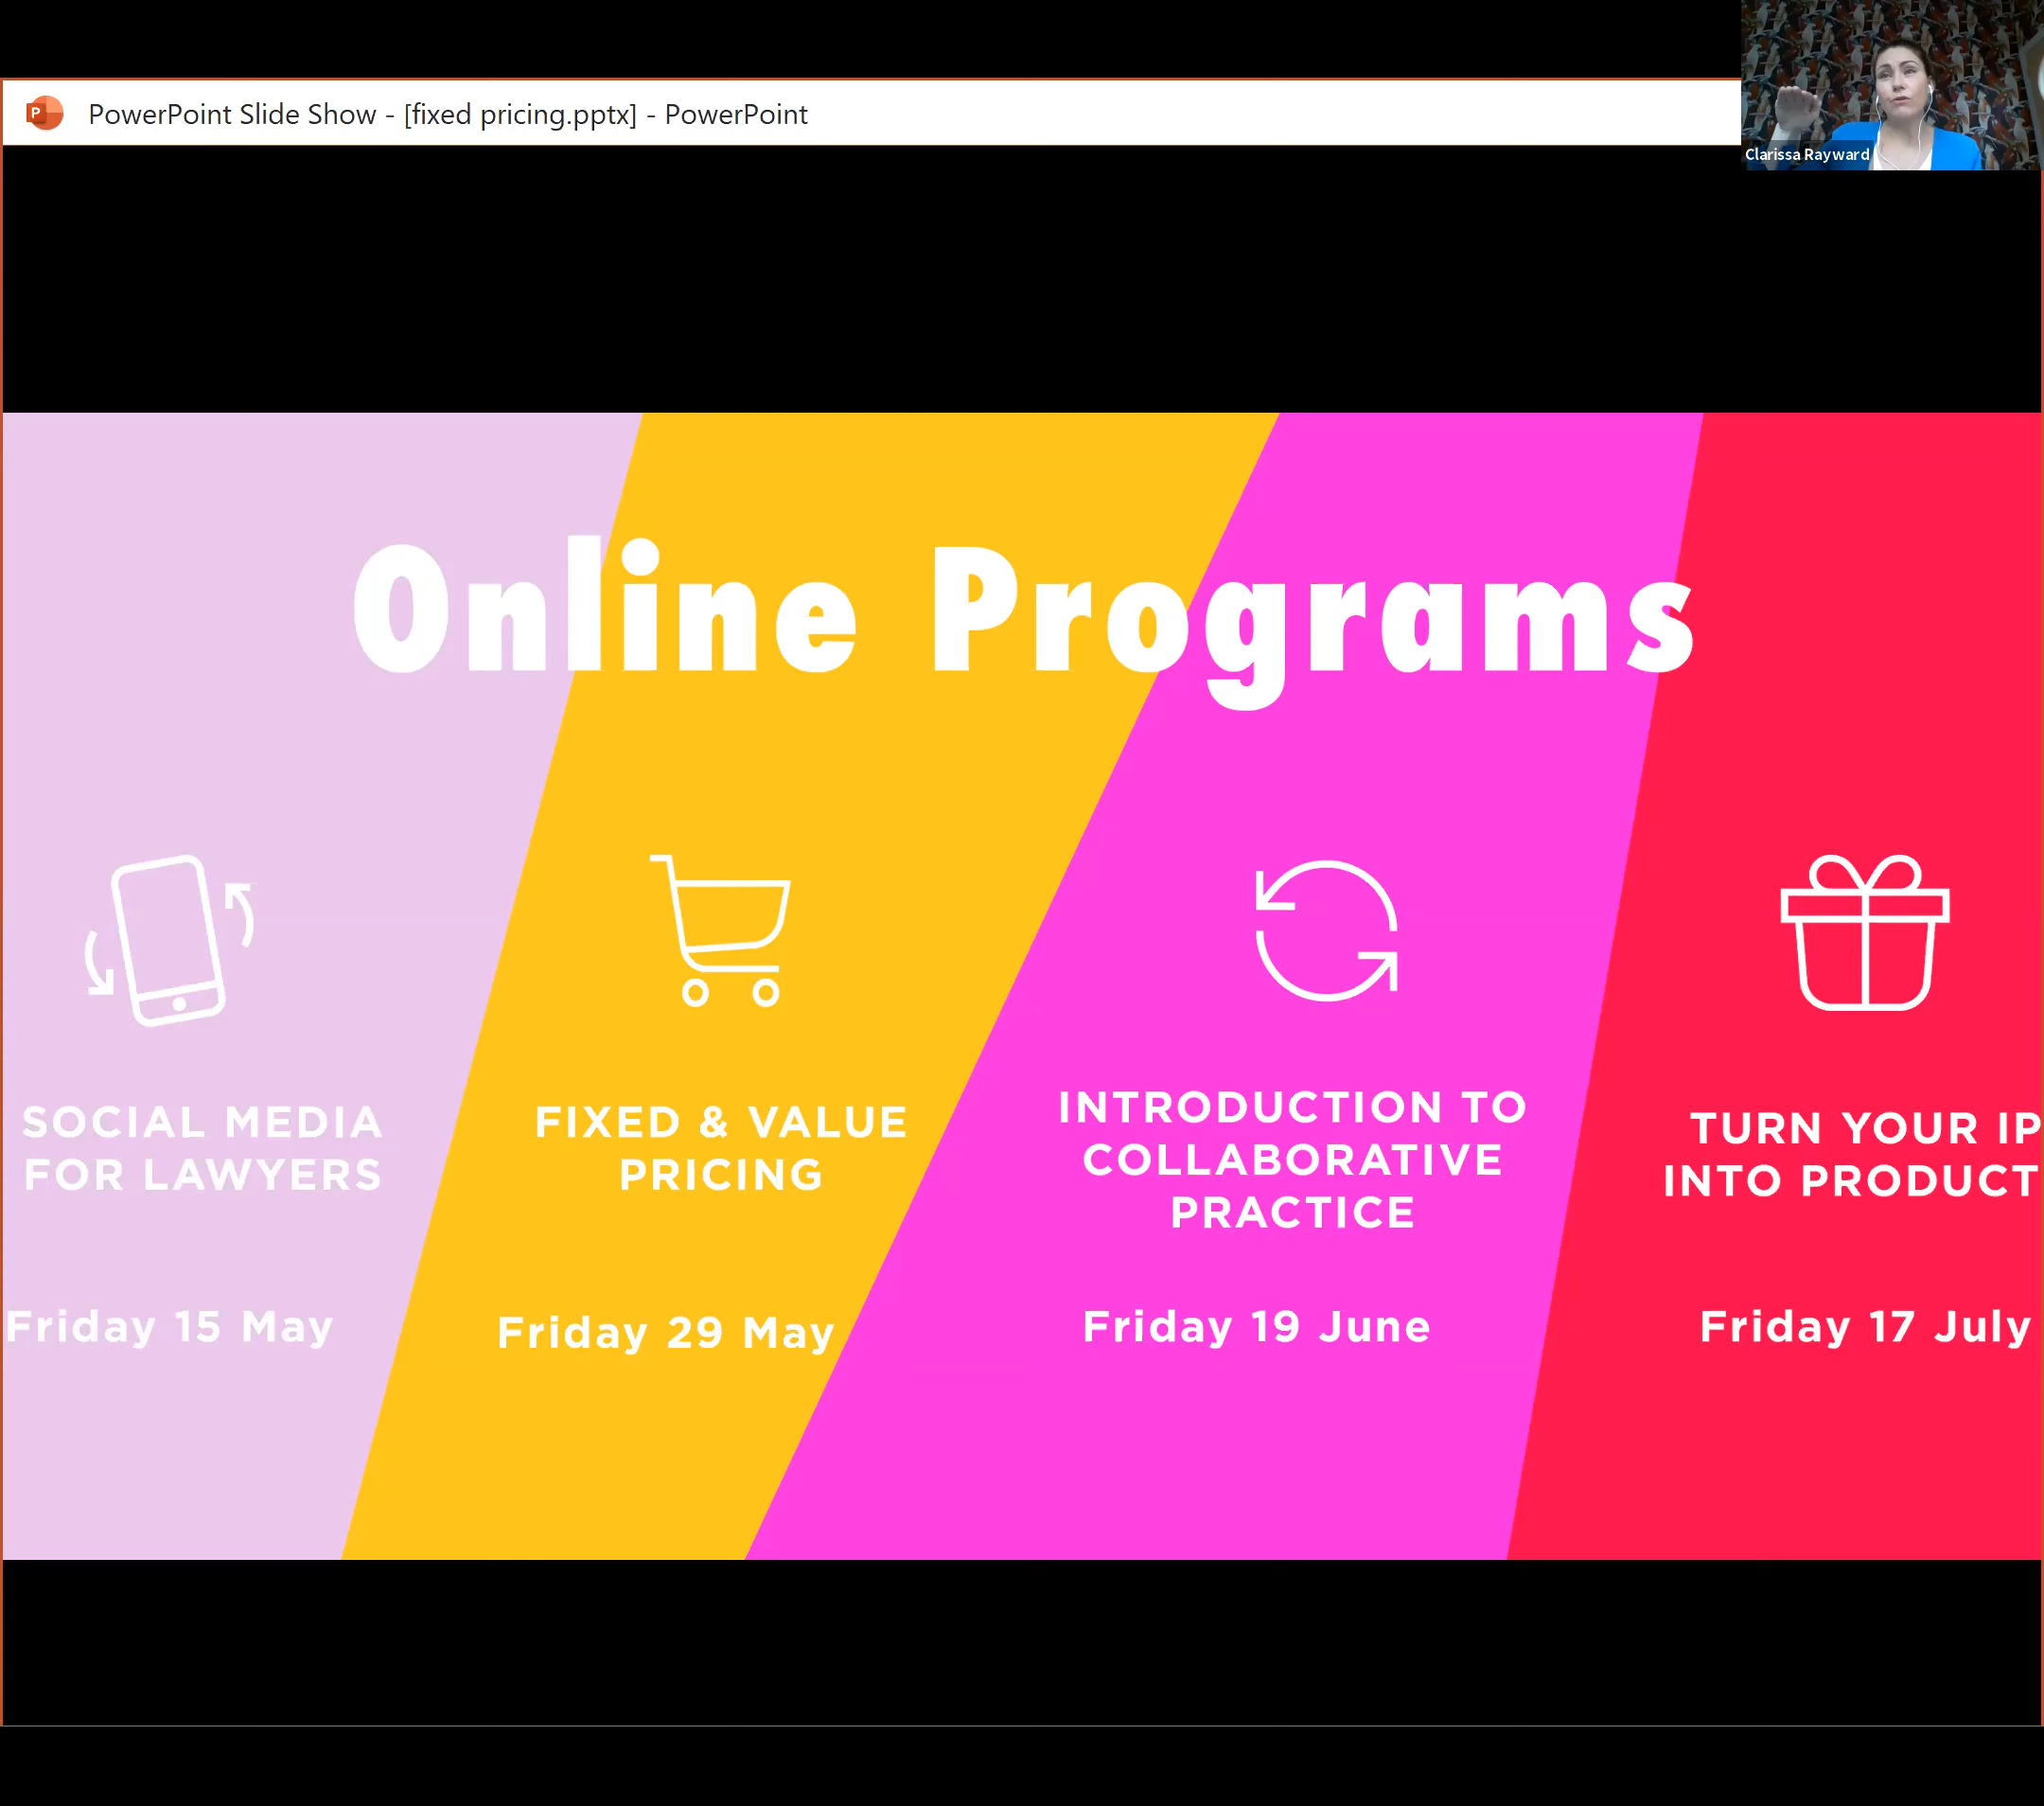 PowerPoint Slide Show - [fixed pricing.pptx] - PowerPoint
Clarissa Rayward
Online Programs
SOCIAL MEDIA
FOR LAWYERS
Friday 15 May
FIXED & VALUE
PRICING
Friday 29 May
INTRODUCTION TO
COLLABORATIVE
PRACTICE
Friday 19 June
TURN YOUR IP
INTO PRODUCT
Friday 17 July